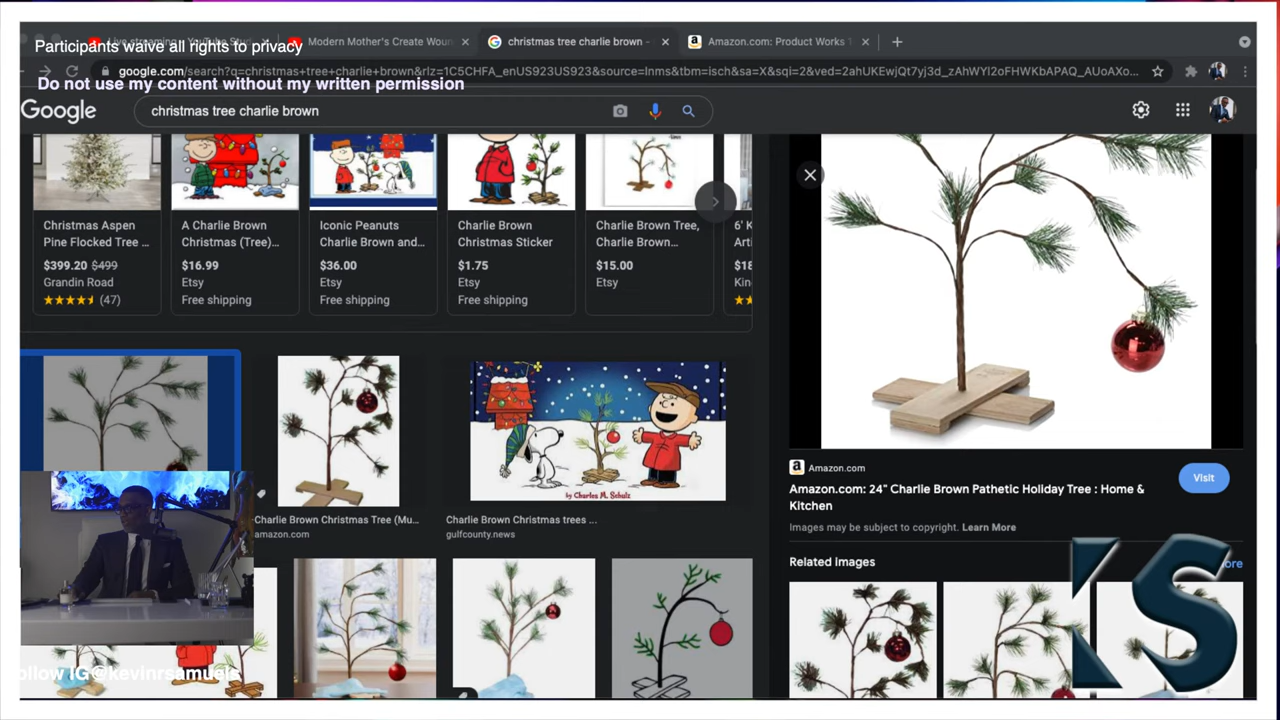 Participants waive all rights to privacy
Modern Mother's Create Woun
christmas tree charlie brown -
Amazon.com: Product Works
google.com/search?q=christmas+tree+charlie+brown&rlz=1C5CHFA_enUS923US923&source=lnms&tbm=isch&sa=X&sqi=2&ved=2ahUKEwjQt7yj3d_zAhWYI2oFHWKbAPAQ_AUoAXo...
Do not use my content without my written permission
Google
christmas tree charlie brown
Christmas Aspen
Pine Flocked Tree ...
$399.20 $499
Grandin Road
(47)
A Charlie Brown
Christmas (Tree)...
$16.99
Etsy
Free shipping
Iconic Peanuts
Charlie Brown and...
$36.00
Etsy
Free shipping
Charlie Brown
Christmas Sticker
$1.75
Etsy
Free shipping
Charlie Brown Tree,
Charlie Brown...
$15.00
Etsy
6' K
Arti
$18
Kin
by Charles M. Schulz
Charlie Brown Christmas Tree (Mu...
amazon.com
Charlie Brown Christmas trees ...
gulfcounty.news
Amazon.com
Visit
Amazon.com: 24" Charlie Brown Pathetic Holiday Tree : Home &
Kitchen
Images may be subject to copyright. Learn More
Related Images
ore
KS
ollow IG@kevinrsamuels